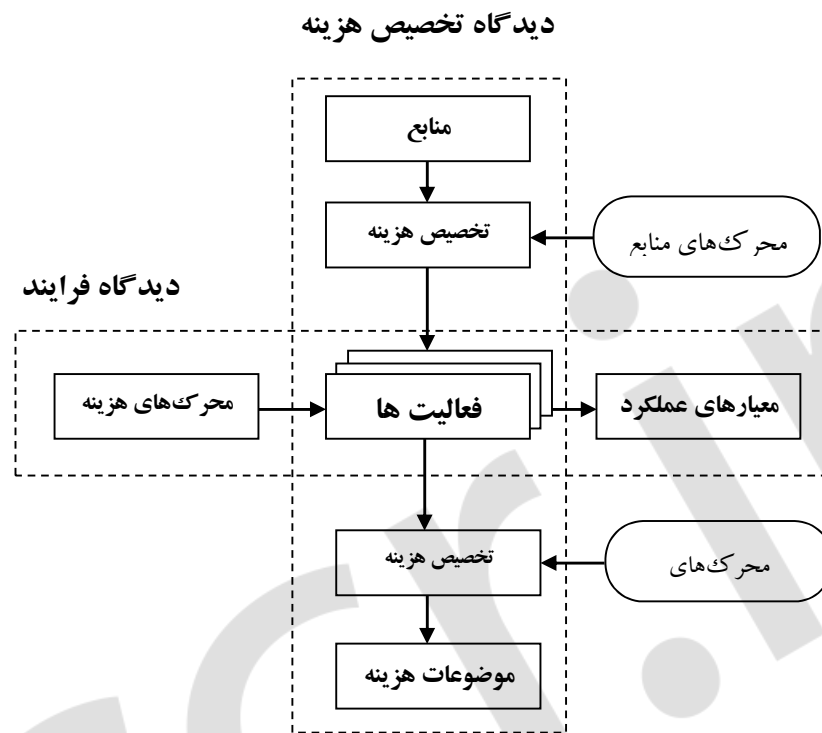 دیدگاه تخصیص هزینه
منابع
تخصیص هزینه
محرک‌های منابع
دیدگاه فرایند
محرک‌های هزینه
فعالیت ها
معیارهای عملکرد
تخصیص هزینه
محرک‌های
موضوعات هزینه